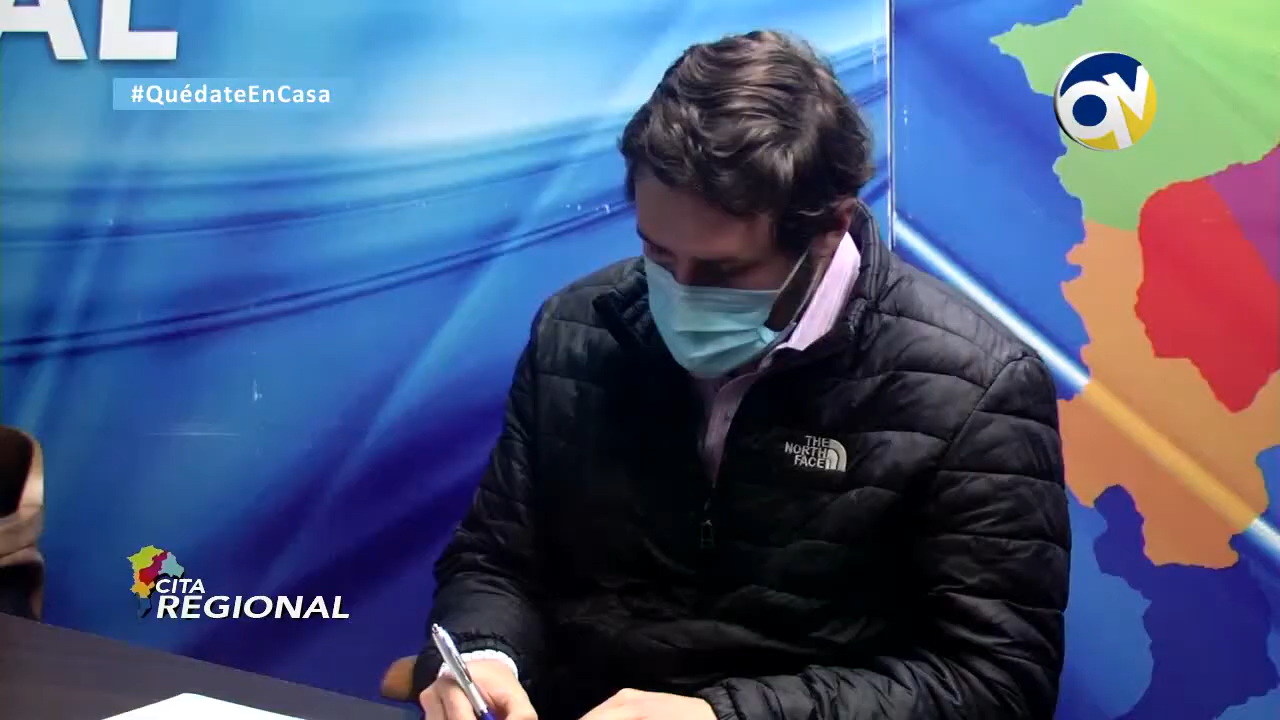 AL
#QuédateEnCasa
THE
NORTH
FACE
CITA
REGIONAL